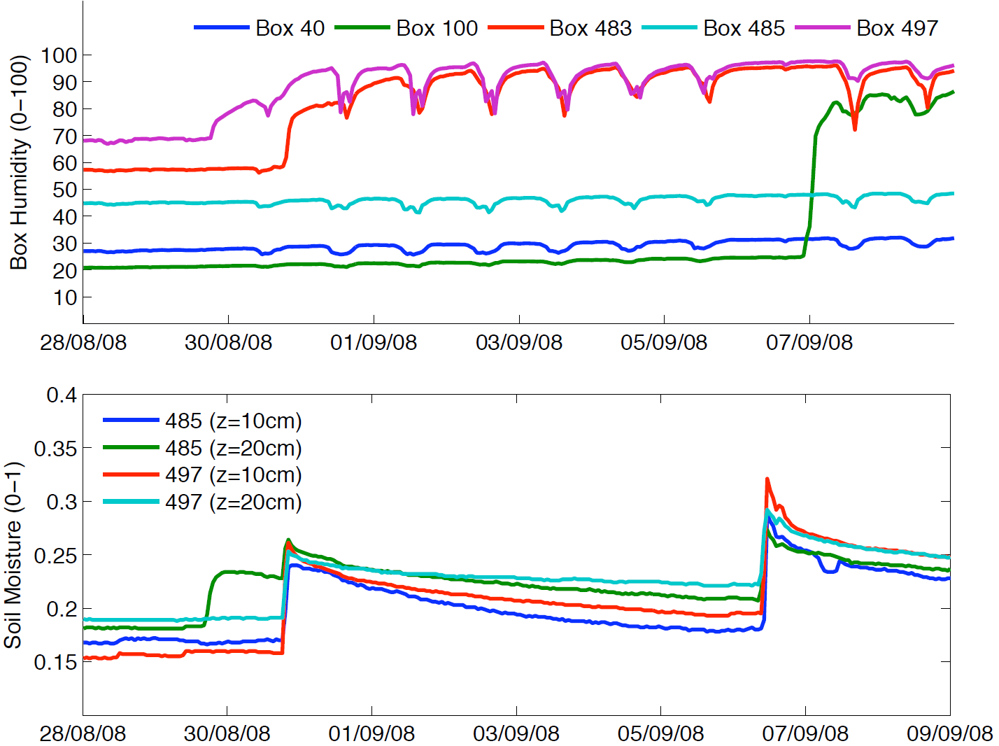 Box 40 Box 100 Box 483 Box 485 Box 497
Box Humidity (0−100)
100
90
80
70
60
50
40
30
20
10
28/08/08 30/08/08 01/09/08 03/09/08 05/09/08 07/09/08
Soil Moisture (0−1)
0.4
0.35
0.3
0.25
0.2
0.15
485 (z=10cm)
485 (z=20cm)
497 (z=10cm)
497 (z=20cm)
28/08/08 30/08/08 01/09/08 03/09/08 05/09/08 07/09/08 09/09/08